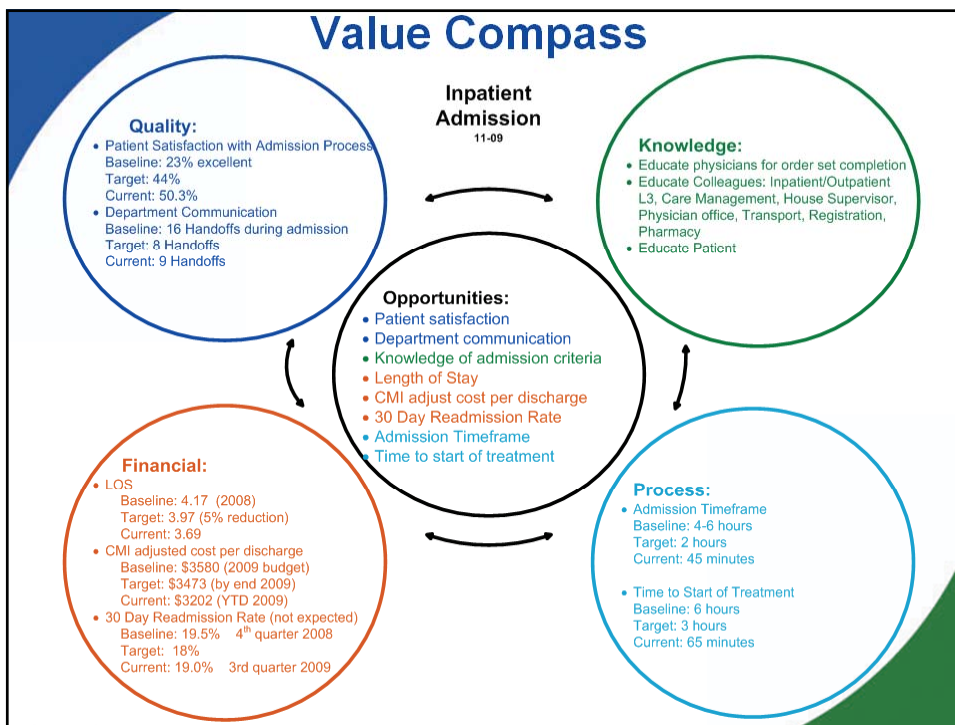 Value Compass
Inpatient
Admission
11-09
Quality:
• Patient Satisfaction with Admission Process
Baseline: 23% excellent
Target: 44%
Current: 50.3%
• Department Communication
Baseline: 16 Handoffs during admission
Target: 8 Handoffs
Current: 9 Handoffs
Knowledge:
• Educate physicians for order set completion
• Educate Colleagues: Inpatient/Outpatient
L3, Care Management, House Supervisor,
Physician office, Transport, Registration,
Pharmacy
• Educate Patient
Opportunities:
• Patient satisfaction
• Department communication
• Knowledge of admission criteria
• Length of Stay
• CMI adjust cost per discharge
• 30 Day Readmission Rate
• Admission Timeframe
• Time to start of treatment
Financial:
• LOS
Baseline: 4.17 (2008)
Target: 3.97 (5% reduction)
Current: 3.69
• CMI adjusted cost per discharge
Baseline: $3580 (2009 budget)
Target: $3473 (by end 2009)
Current: $3202 (YTD 2009)
• 30 Day Readmission Rate (not expected)
Baseline: 19.5% 4th quarter 2008
Target: 18%
Current: 19.0% 3rd quarter 2009
Process:
• Admission Timeframe
Baseline: 4-6 hours
Target: 2 hours
Current: 45 minutes
• Time to Start of Treatment
Baseline: 6 hours
Target: 3 hours
Current: 65 minutes